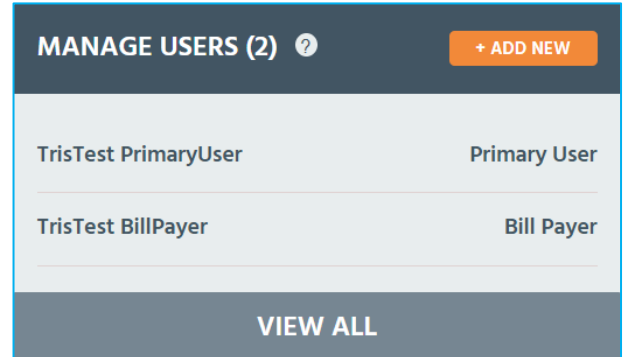 MANAGE USERS (2) ? + ADD NEW
TrisTest PrimaryUser Primary User
TrisTest BillPayer Bill Payer
VIEW ALL